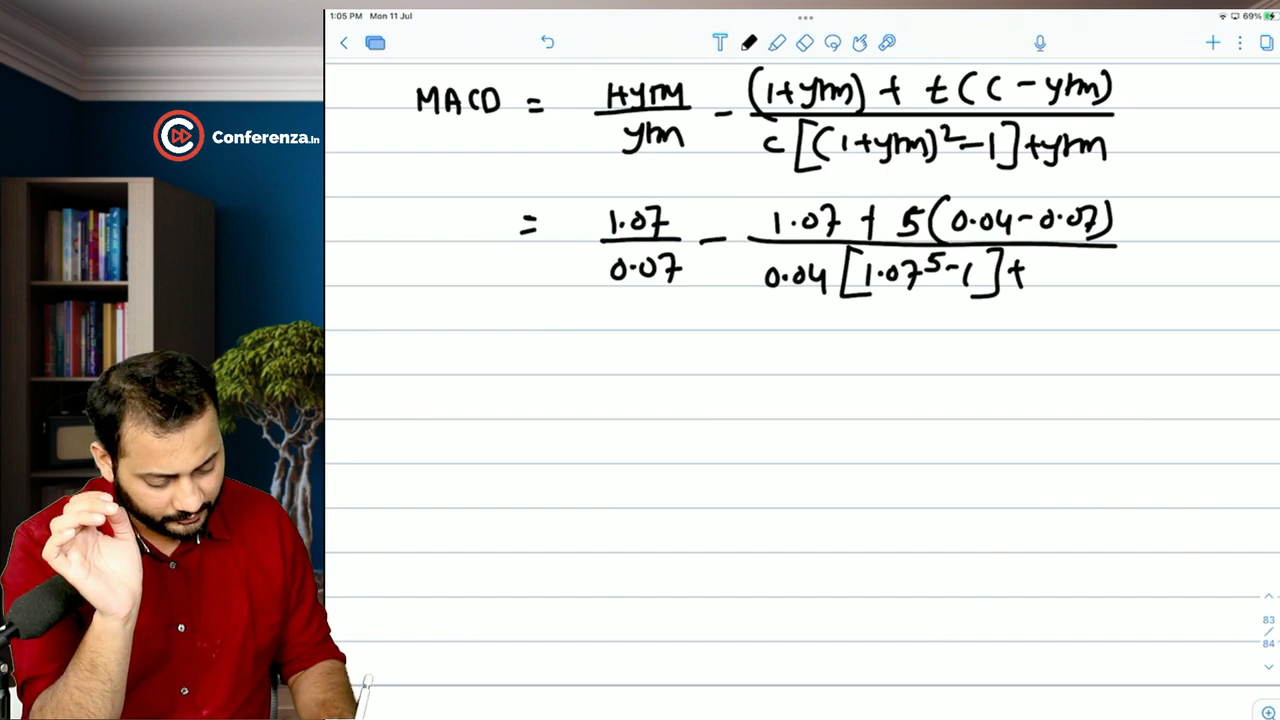 1:05 PM Mon 11 Jul
69%
Conferenza.in
MACD = 1+ytm / ytm - (1+ytm) + t(c - ytm) / c[(1+ytm)^2 - 1] + ytm
= 1.07 / 0.07 - 1.07 + 5(0.04 - 0.07) / 0.04[1.07^5 - 1] +
83
/
84